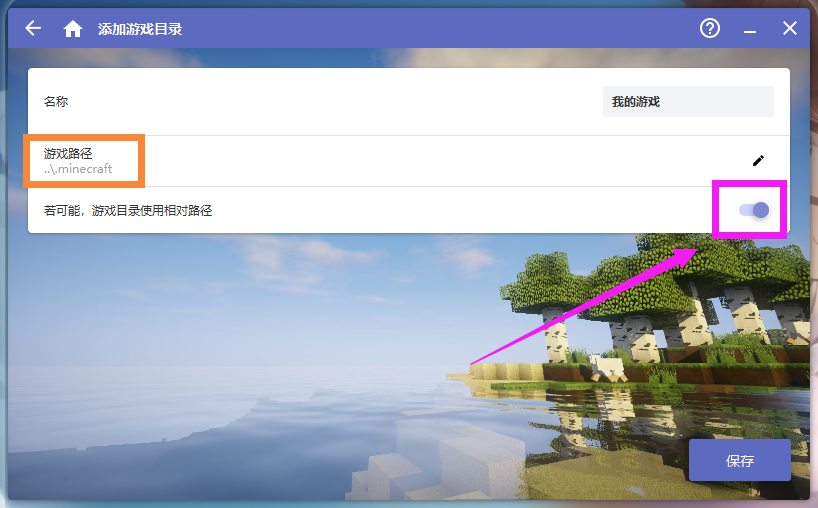 添加游戏目录
名称
我的游戏
游戏路径
..\.minecraft
若可能，游戏目录使用相对路径
保存